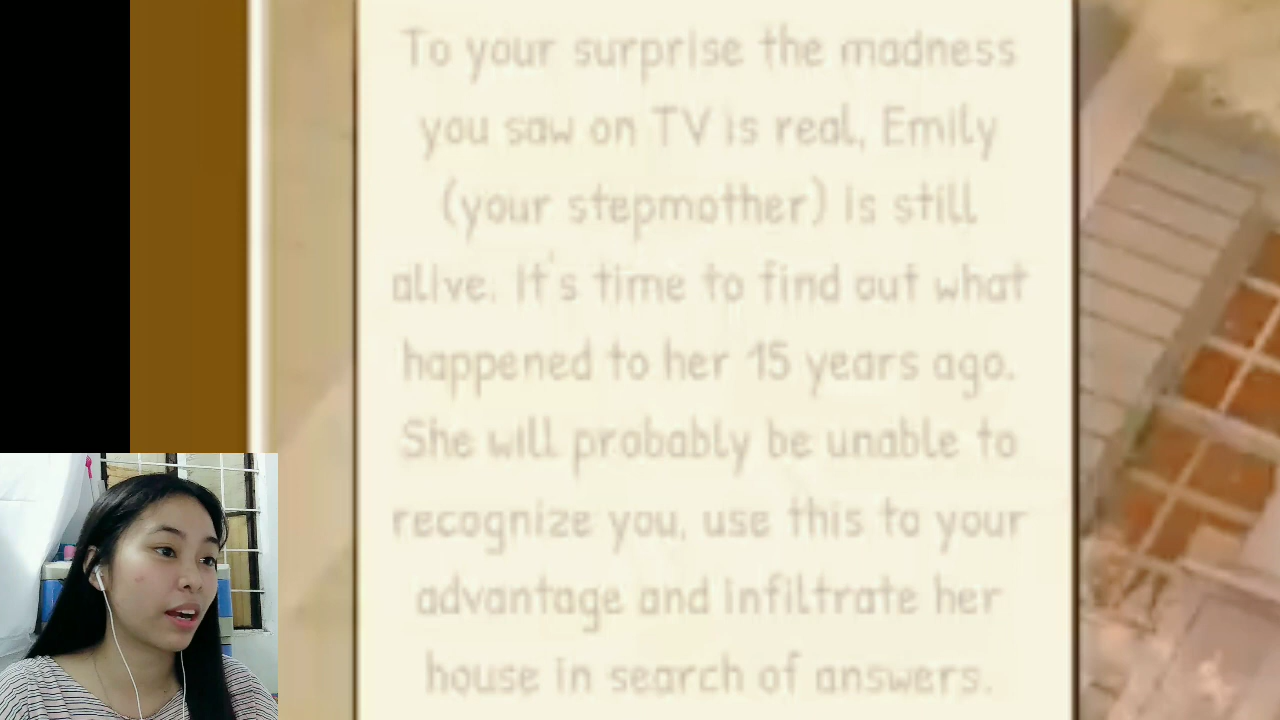 To your surprise the madness
you saw on TV is real, Emily
(your stepmother) is still
alive. It's time to find out what
happened to her 15 years ago.
She will probably be unable to
recognize you, use this to your
advantage and infiltrate her
house in search of answers.